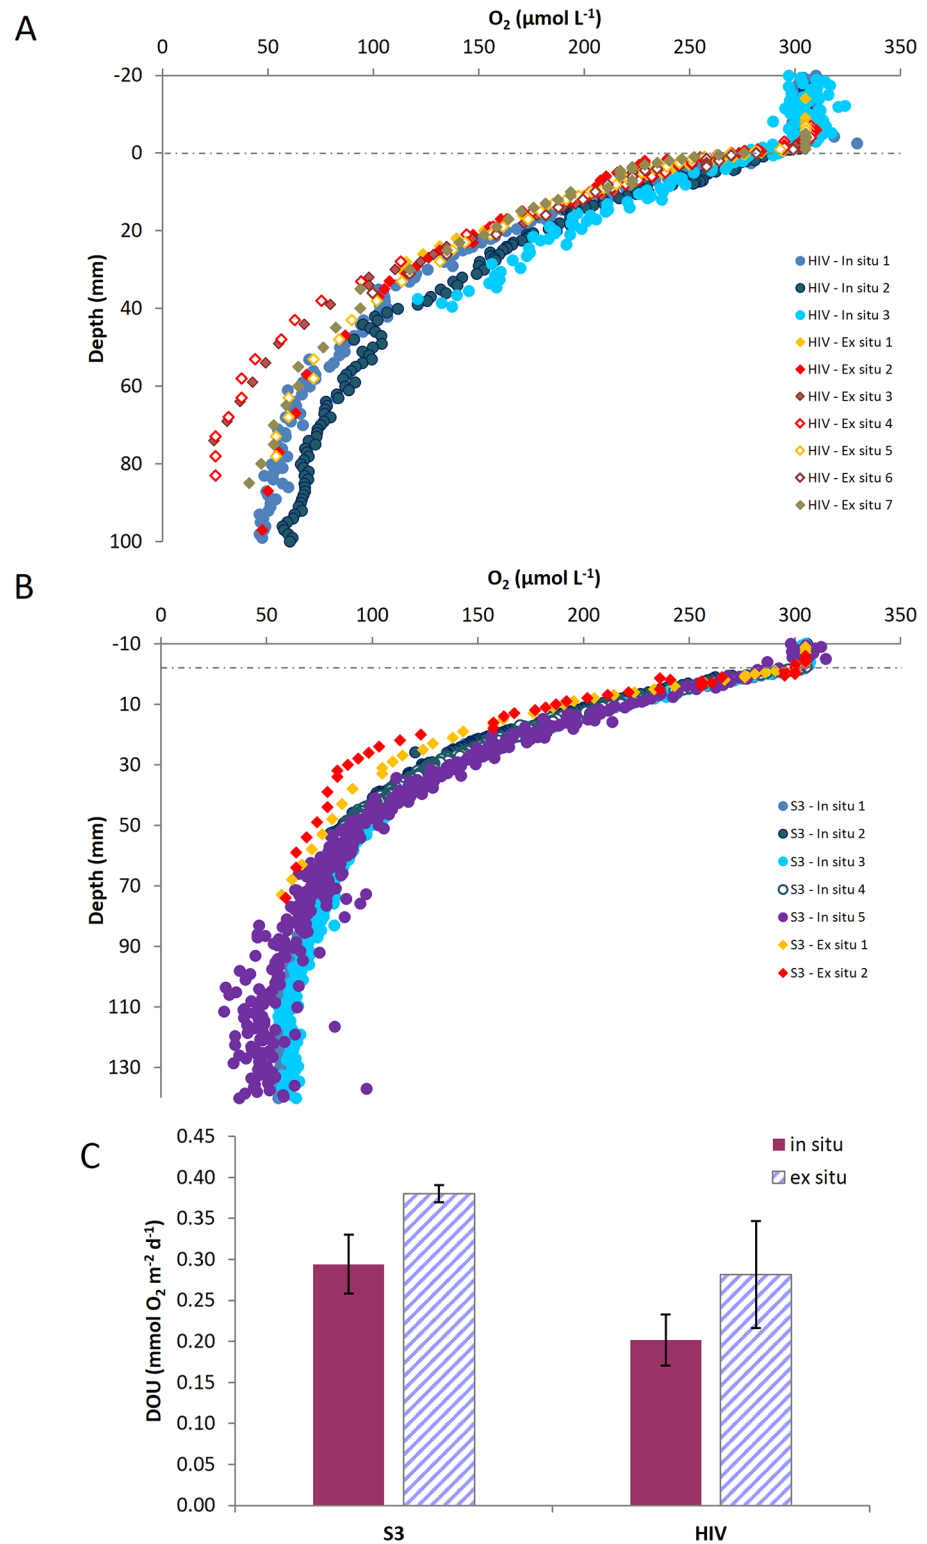 A
O2 (µmol L-1)
0 50 100 150 200 250 300 350
-20
0
20
40
60
80
100
Depth (mm)
HIV - In situ 1
HIV - In situ 2
HIV - In situ 3
HIV - Ex situ 1
HIV - Ex situ 2
HIV - Ex situ 3
HIV - Ex situ 4
HIV - Ex situ 5
HIV - Ex situ 6
HIV - Ex situ 7
B
O2 (µmol L-1)
0 50 100 150 200 250 300 350
-10
10
30
50
70
90
110
130
Depth (mm)
S3 - In situ 1
S3 - In situ 2
S3 - In situ 3
S3 - In situ 4
S3 - In situ 5
S3 - Ex situ 1
S3 - Ex situ 2
C
0.45
0.40
0.35
0.30
0.25
0.20
0.15
0.10
0.05
0.00
DOU (mmol O2 m-2 d-1)
in situ
ex situ
S3 HIV